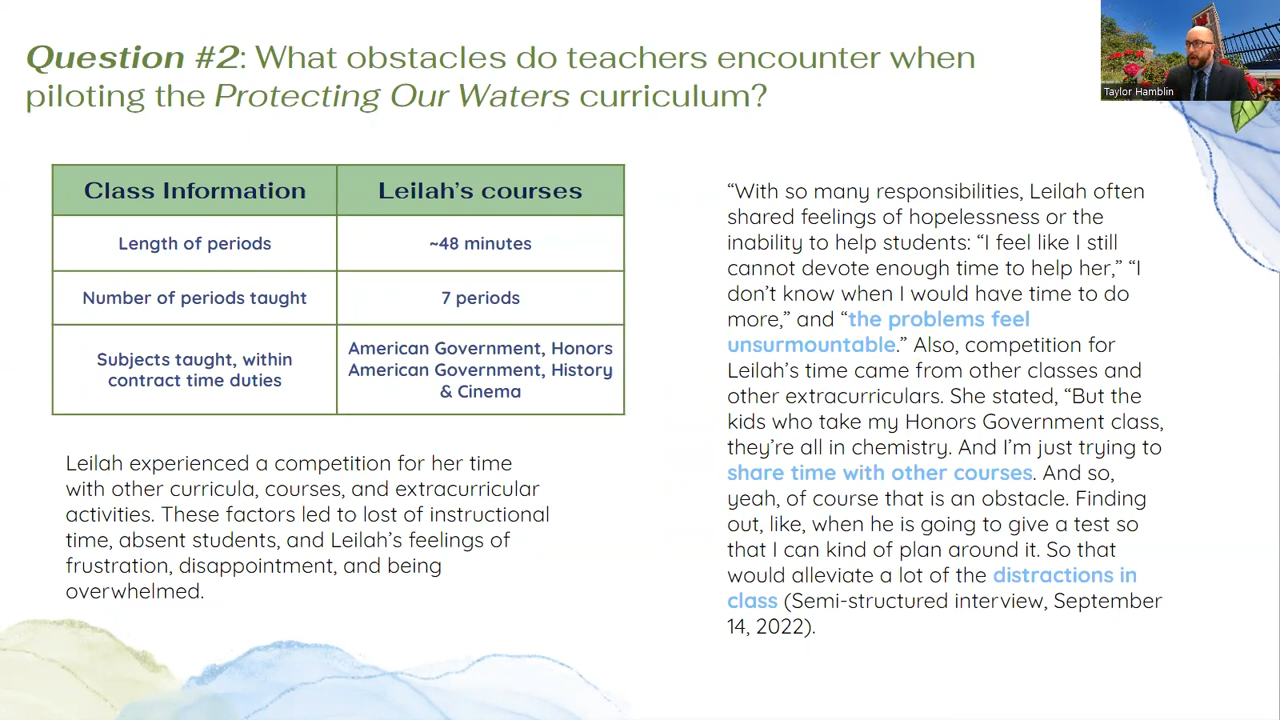 Question #2: What obstacles do teachers encounter when
piloting the Protecting Our Waters curriculum?
Taylor Hamblin
Class Information
Leilah's courses
Length of periods
~48 minutes
Number of periods taught
7 periods
Subjects taught, within
contract time duties
American Government, Honors
American Government, History
& Cinema
Leilah experienced a competition for her time
with other curricula, courses, and extracurricular
activities. These factors led to lost of instructional
time, absent students, and Leilah's feelings of
frustration, disappointment, and being
overwhelmed.
“With so many responsibilities, Leilah often
shared feelings of hopelessness or the
inability to help students: “I feel like I still
cannot devote enough time to help her,” “I
don’t know when I would have time to do
more,” and “the problems feel
unsurmountable.” Also, competition for
Leilah’s time came from other classes and
other extracurriculars. She stated, “But the
kids who take my Honors Government class,
they’re all in chemistry. And I’m just trying to
share time with other courses. And so,
yeah, of course that is an obstacle. Finding
out, like, when he is going to give a test so
that I can kind of plan around it. So that
would alleviate a lot of the distractions in
class (Semi-structured interview, September
14, 2022).